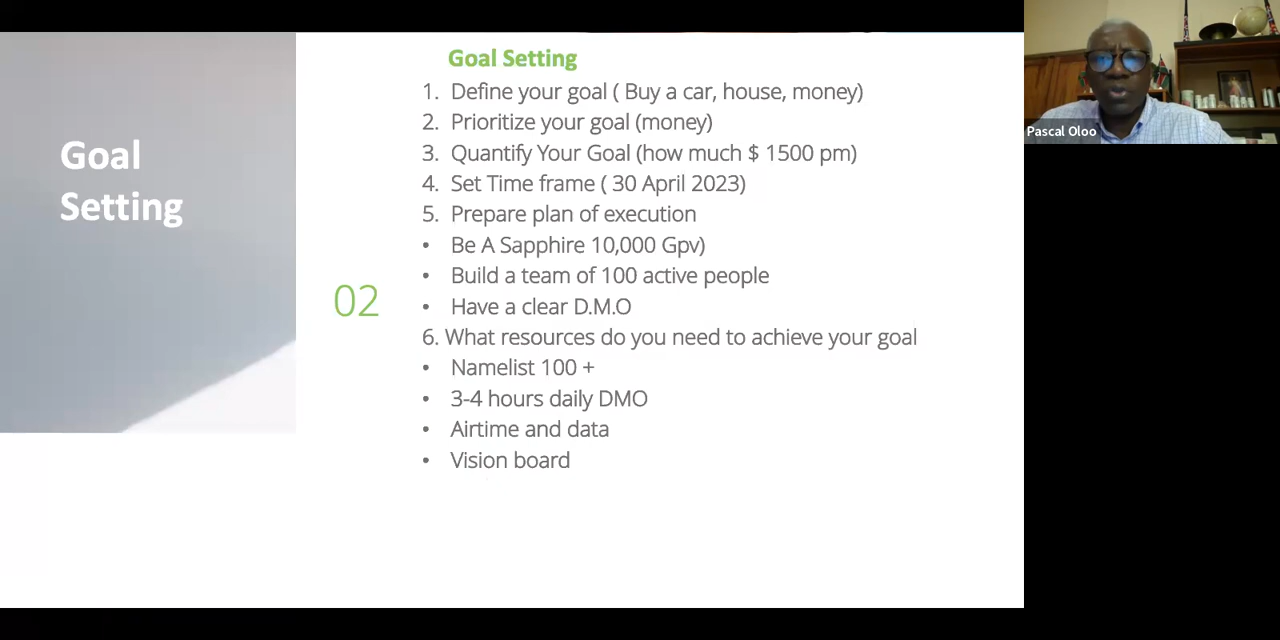 Goal
Setting
02
Goal Setting
1. Define your goal ( Buy a car, house, money)
2. Prioritize your goal (money)
3. Quantify Your Goal (how much $ 1500 pm)
4. Set Time frame ( 30 April 2023)
5. Prepare plan of execution
• Be A Sapphire 10,000 Gpv)
• Build a team of 100 active people
• Have a clear D.M.O
6. What resources do you need to achieve your goal
• Namelist 100 +
• 3-4 hours daily DMO
• Airtime and data
• Vision board
Pascal Oloo